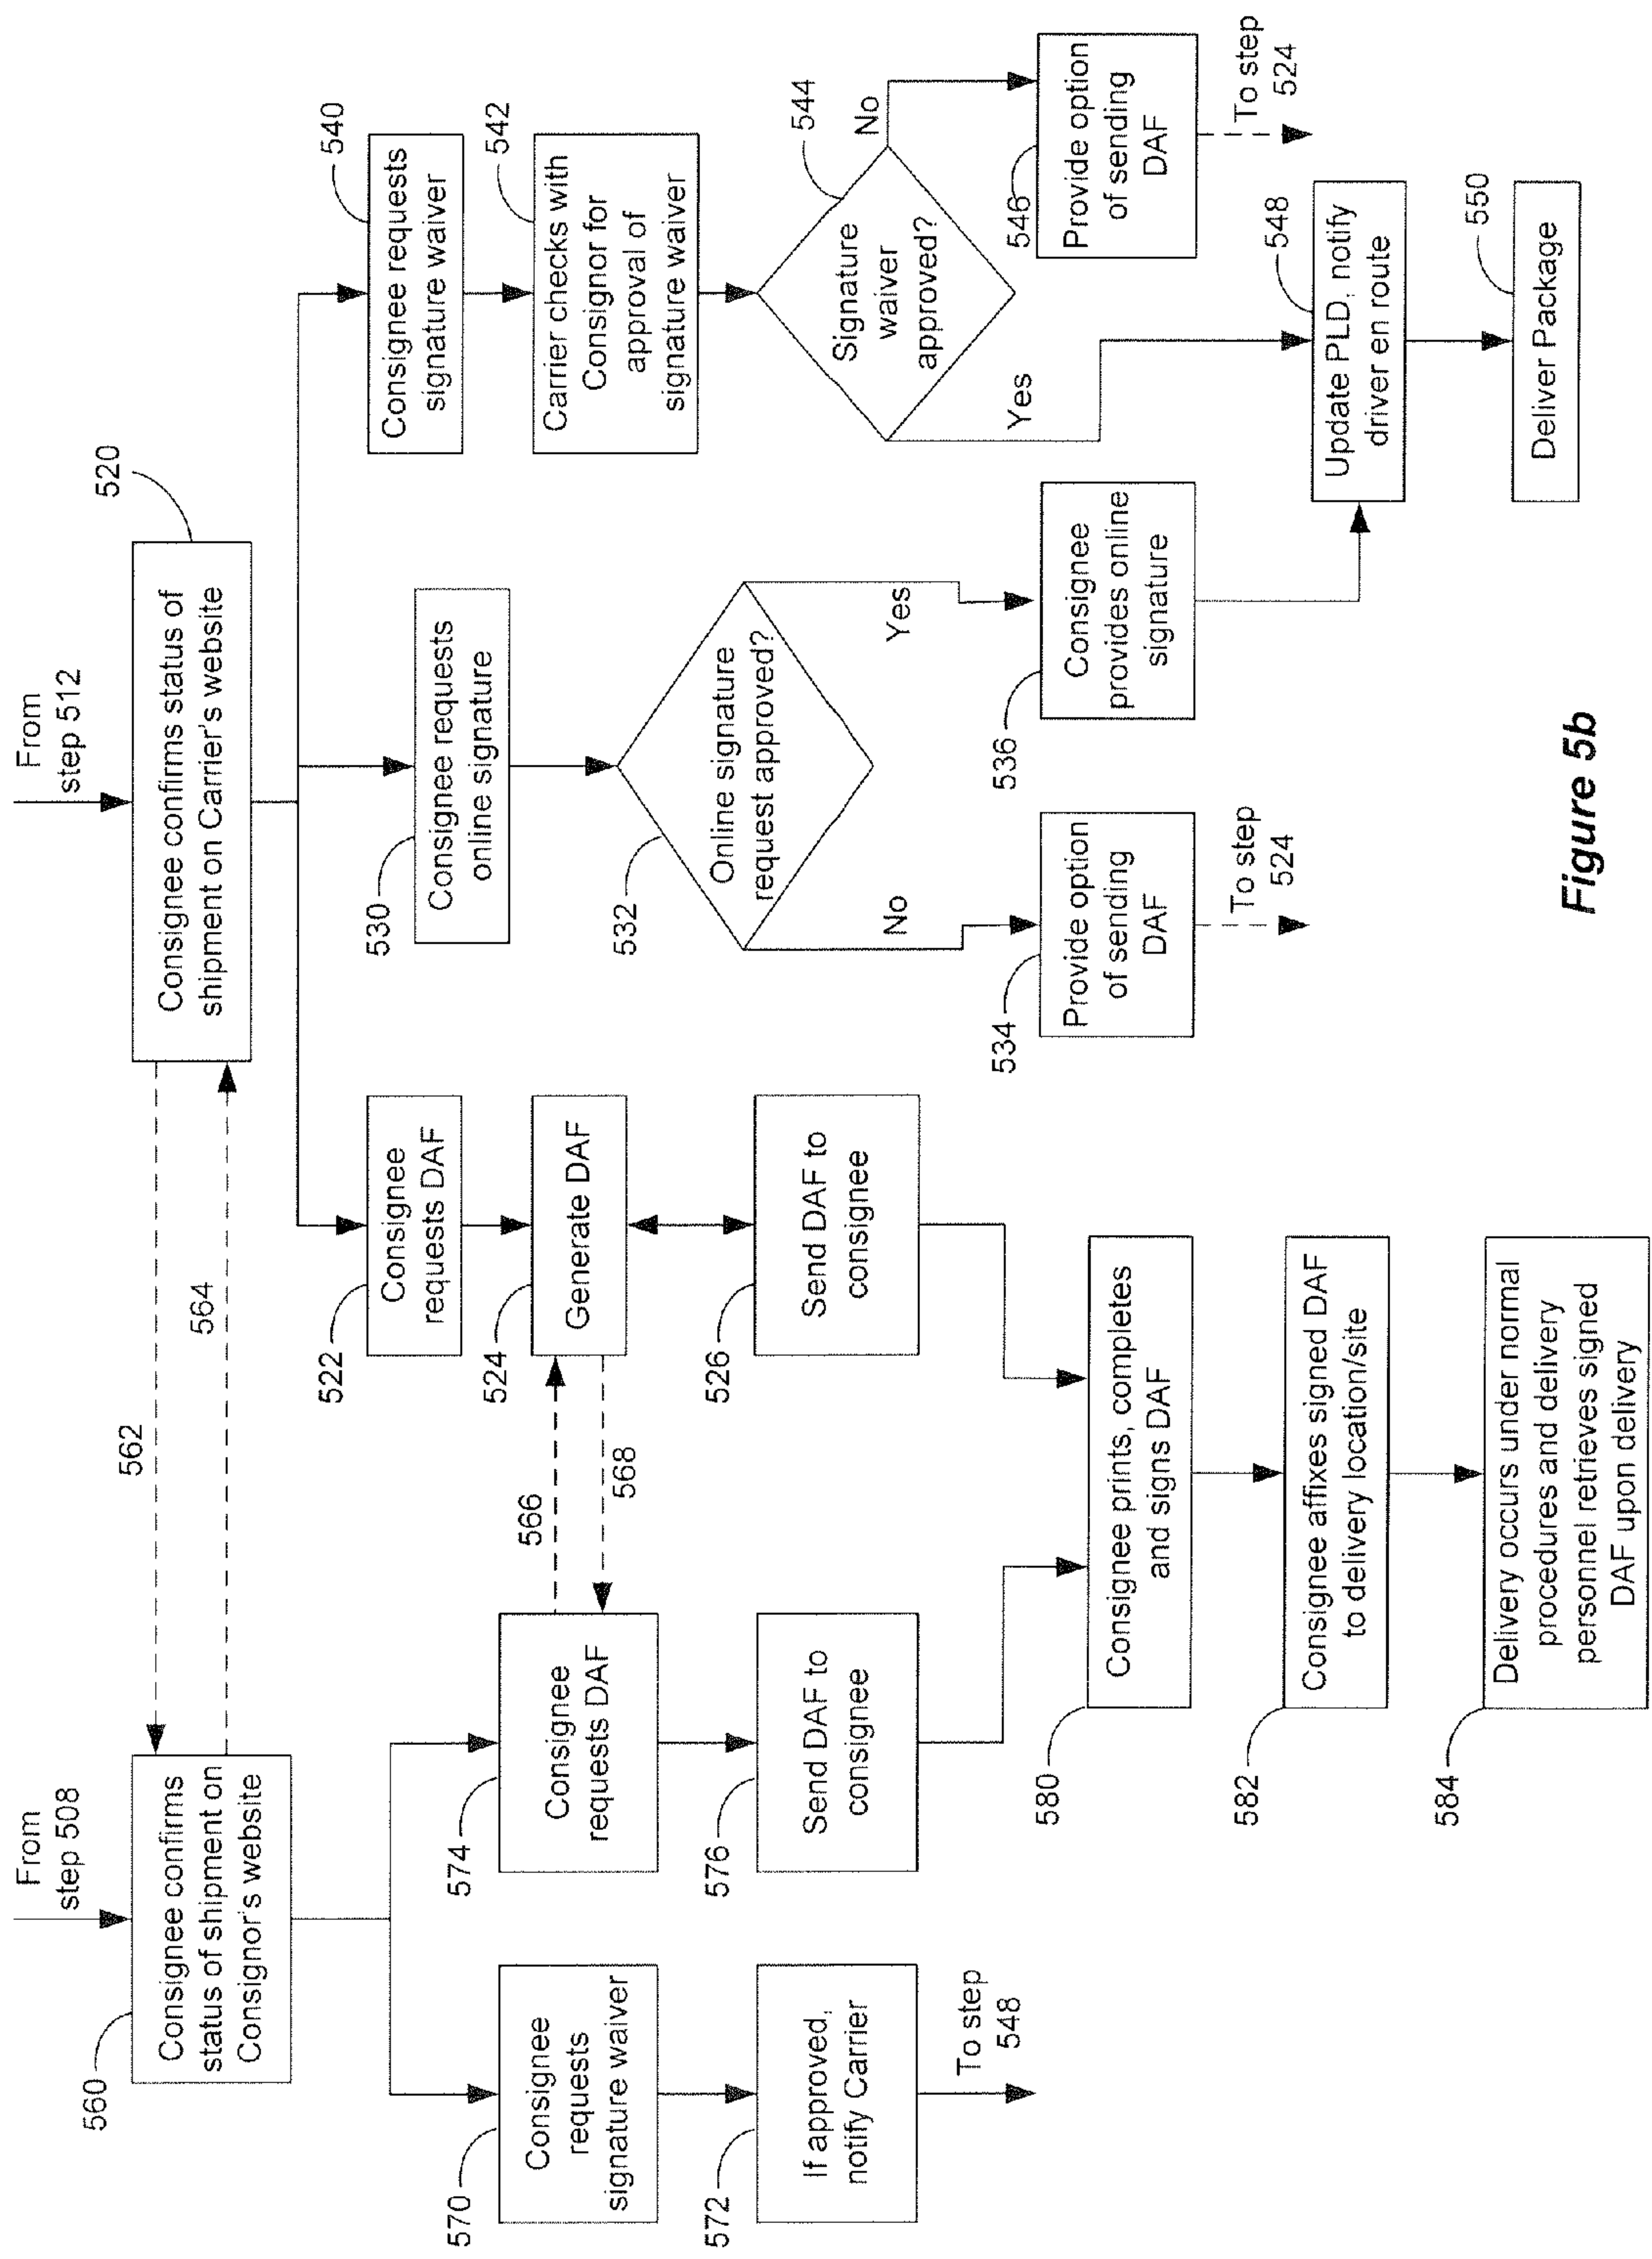 From
step 508
560
Consignee confirms
status of shipment on
Consignor's website
562
564
From
step 512
520
Consignee confirms status of
shipment on Carrier's website
570
Consignee
requests
signature waiver
572
If approved,
notify Carrier
To step
548
574
Consignee
requests DAF
576
Send DAF to
consignee
566
568
522
Consignee
requests DAF
524
Generate DAF
526
Send DAF to
consignee
580
Consignee prints, completes
and signs DAF
582
Consignee affixes signed DAF
to delivery location/site
584
Delivery occurs under normal
procedures and delivery
personnel retrieves signed
DAF upon delivery
530
Consignee requests
online signature
532
Online signature
request approved?
No
Yes
534
Provide option
of sending
DAF
To step
524
536
Consignee
provides online
signature
540
Consignee requests
signature waiver
542
Carrier checks with
Consignor for
approval of
signature waiver
544
Signature
waiver
approved?
Yes
No
546
Provide option
of sending
DAF
To step
524
548
Update PLD, notify
driver en route
550
Deliver Package
Figure 5b